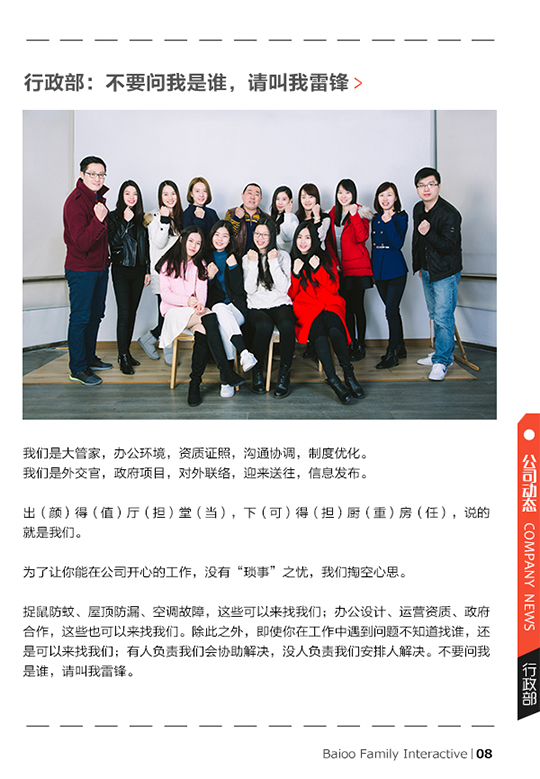 行政部：不要问我是谁，请叫我雷锋 >
我们是大管家，办公环境，资质证照，沟通协调，制度优化。
我们是外交官，政府项目，对外联络，迎来送往，信息发布。
出（颜）得（值）厅（担）堂（当），下（可）得（担）厨（重）房（任），说的
就是我们。
为了让你能在公司开心的工作，没有“琐事”之忧，我们掏空心思。
捉鼠防蚊、屋顶防漏、空调故障，这些可以来找我们；办公设计、运营资质、政府
合作，这些也可以来找我们。除此之外，即使你在工作中遇到问题不知道找谁，还
是可以来找我们；有人负责我们会协助解决，没人负责我们安排人解决。不要问我
是谁，请叫我雷锋。
公司动态 COMPANY NEWS
行政部
Baioo Family Interactive | 08